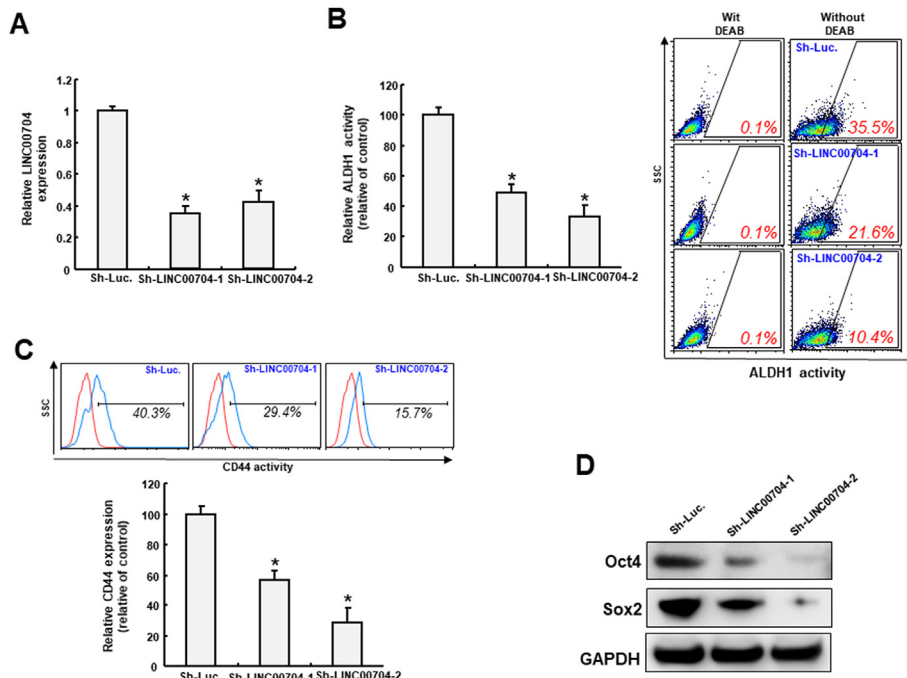 A
Relative LINC00704
expression
1.2
1
0.8
0.6
0.4
0.2
0
*
*
Sh-Luc.
Sh-LINC00704-1
Sh-LINC00704-2
B
Relative ALDH1 activity
(relative of control)
120
100
80
60
40
20
0
*
*
Sh-Luc.
Sh-LINC00704-1
Sh-LINC00704-2
Wit
DEAB
Without
DEAB
SSC
0.1%
Sh-Luc.
35.5%
0.1%
Sh-LINC00704-1
21.6%
0.1%
Sh-LINC00704-2
10.4%
ALDH1 activity
C
SSC
Sh-Luc.
40.3%
Sh-LINC00704-1
29.4%
Sh-LINC00704-2
15.7%
CD44 activity
Relative CD44 expression
(relative of control)
120
100
80
60
40
20
0
*
*
Sh-Luc
Sh-LINC00704-1
Sh-LINC00704-2
D
Sh-Luc.
Sh-LINC00704-1
Sh-LINC00704-2
Oct4
Sox2
GAPDH